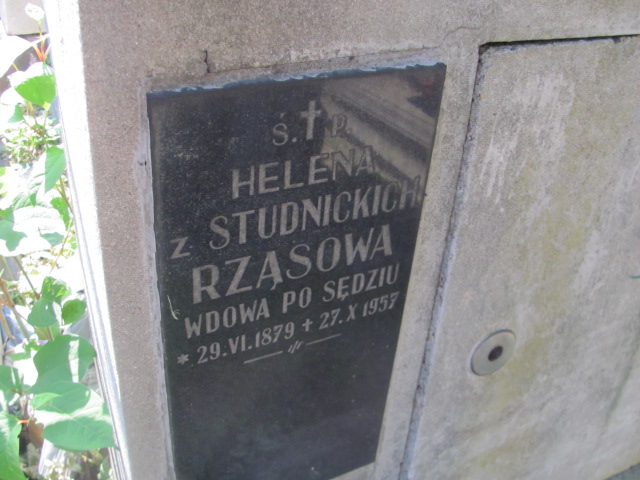 Ś.†P.
HELENA
Z STUDNICKICH
RZĄSOWA
WDOWA PO SĘDZIU
* 29.VI.1879 + 27.X 1957